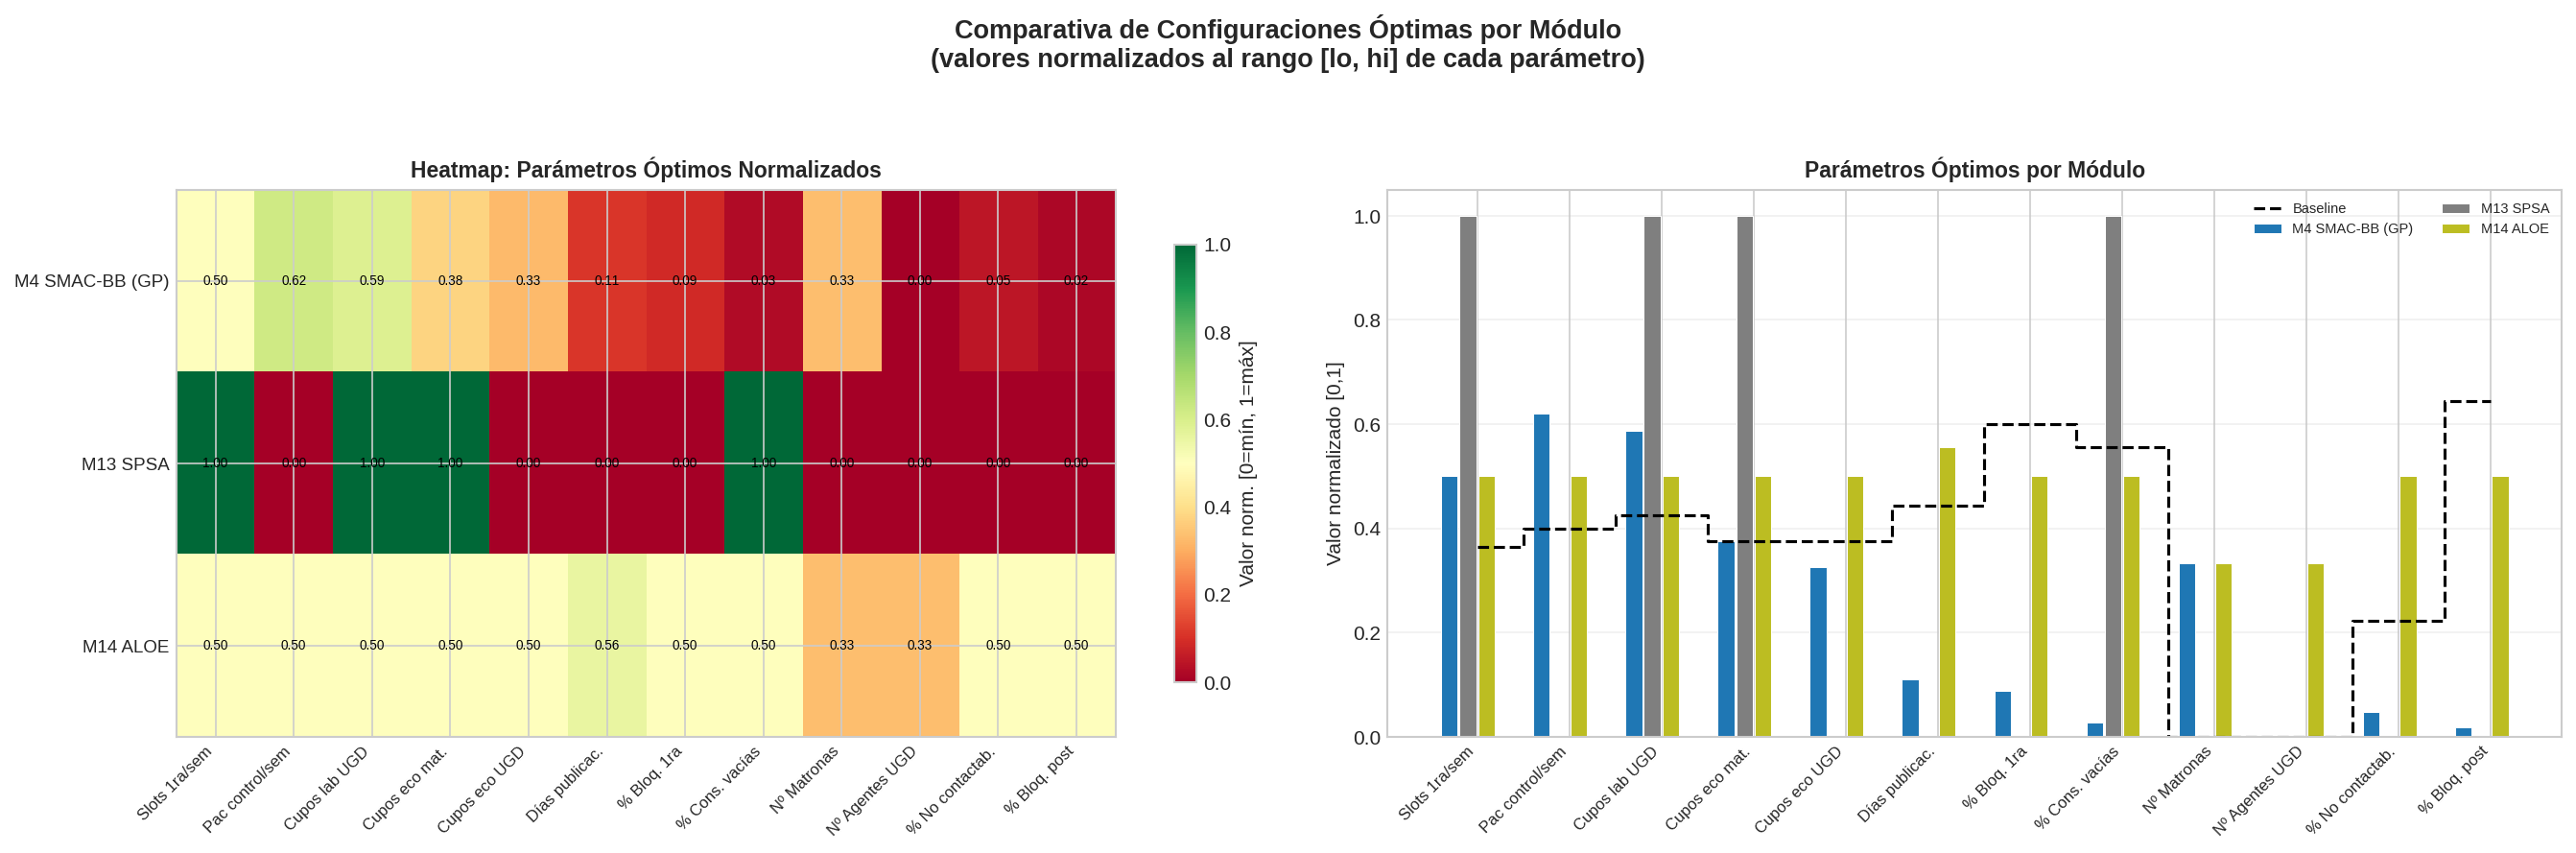 Comparativa de Configuraciones Óptimas por Módulo
(valores normalizados al rango [lo, hi] de cada parámetro)
Heatmap: Parámetros Óptimos Normalizados
M4 SMAC-BB (GP)
0.50 0.62 0.59 0.38 0.33 0.11 0.09 0.03 0.33 0.00 0.05 0.02
M13 SPSA
1.00 0.00 1.00 1.00 0.00 0.00 0.00 1.00 0.00 0.00 0.00 0.00
M14 ALOE
0.50 0.50 0.50 0.50 0.50 0.56 0.50 0.50 0.33 0.33 0.50 0.50
Slots 1ra/sem
Pac control/sem
Cupos lab UGD
Cupos eco mat.
Cupos eco UGD
Días publicac.
% Bloq. 1ra
% Cons. vacías
Nº Matronas
Nº Agentes UGD
% No contactab.
% Bloq. post
1.0
0.8
0.6
0.4
0.2
0.0
Valor norm. [0=mín, 1=máx]
Parámetros Óptimos por Módulo
Valor normalizado [0,1]
1.0
0.8
0.6
0.4
0.2
0.0
Baseline
M4 SMAC-BB (GP)
M13 SPSA
M14 ALOE
Slots 1ra/sem
Pac control/sem
Cupos lab UGD
Cupos eco mat.
Cupos eco UGD
Días publicac.
% Bloq. 1ra
% Cons. vacías
Nº Matronas
Nº Agentes UGD
% No contactab.
% Bloq. post